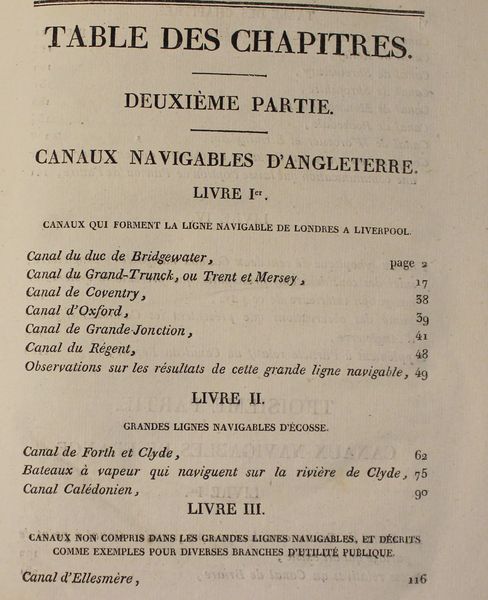 TABLE DES CHAPITRES.
DEUXIÈME PARTIE.
CANAUX NAVIGABLES D'ANGLETERRE.
LIVRE Ier.
CANAUX QUI FORMENT LA LIGNE NAVIGABLE DE LONDRES A LIVERPOOL.
Canal du duc de Bridgewater, page 2
Canal du Grand-Trunck, ou Trent et Mersey, 17
Canal de Coventry, 38
Canal d'Oxford, 39
Canal de Grande-Jonction, 41
Canal du Régent, 48
Observations sur les résultats de cette grande ligne navigable, 49
LIVRE II.
GRANDES LIGNES NAVIGABLES D'ÉCOSSE.
Canal de Forth et Clyde, 62
Bateaux à vapeur qui naviguent sur la rivière de Clyde, 75
Canal Calédonien, 90
LIVRE III.
CANAUX NON COMPRIS DANS LES GRANDES LIGNES NAVIGABLES, ET DÉCRITS
COMME EXEMPLES POUR DIVERSES BRANCHES D'UTILITÉ PUBLIQUE.
Canal d'Ellesmère, 116